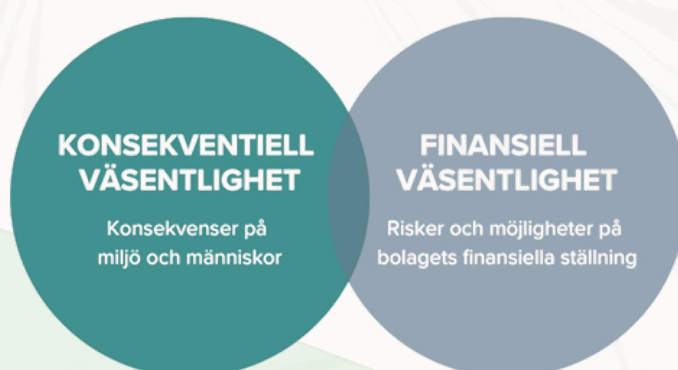 KONSEKVENTIELL
VÄSENTLIGHET
Konsekvenser på
miljö och människor
FINANSIELL
VÄSENTLIGHET
Risker och möjligheter på
bolagets finansiella ställning